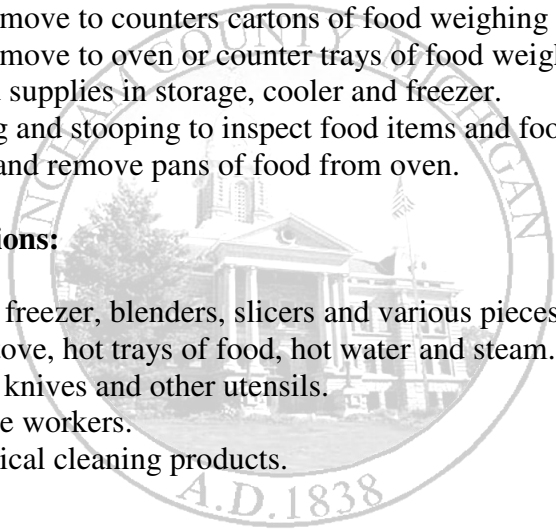 move to counters cartons of food weighing
move to oven or counter trays of food weigh
supplies in storage, cooler and freezer.
g and stooping to inspect food items and foo
and remove pans of food from oven.
ions:
freezer, blenders, slicers and various pieces
ove, hot trays of food, hot water and steam.
knives and other utensils.
e workers.
ical cleaning products.
INGHAM COUNTY MICHIGAN
A.D. 1838